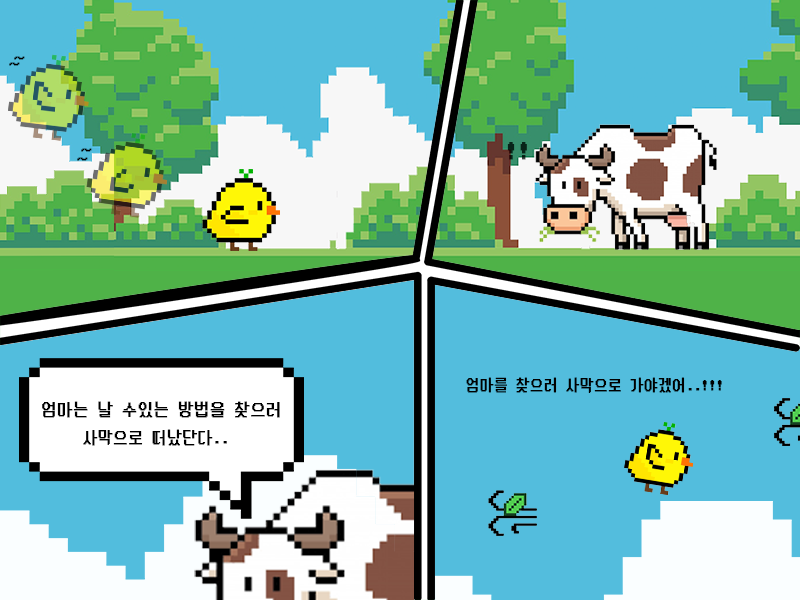 !!
엄마는 날 수있는 방법을 찾으러
사막으로 떠났단다..
엄마를 찾으러 사막으로 가야겠어..!!!